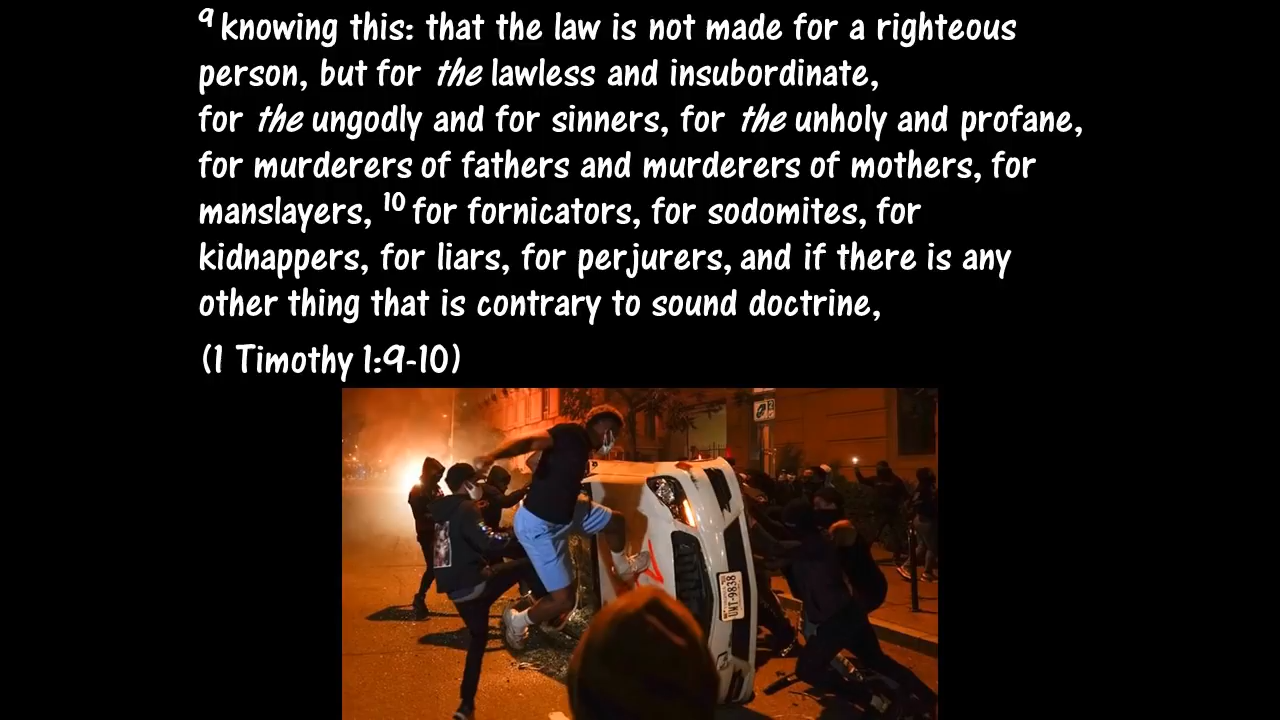 ⁹ knowing this: that the law is not made for a righteous
person, but for the lawless and insubordinate,
for the ungodly and for sinners, for the unholy and profane,
for murderers of fathers and murderers of mothers, for
manslayers, ¹⁰ for fornicators, for sodomites, for
kidnappers, for liars, for perjurers, and if there is any
other thing that is contrary to sound doctrine,
(1 Timothy 1:9-10)
UWT-9838